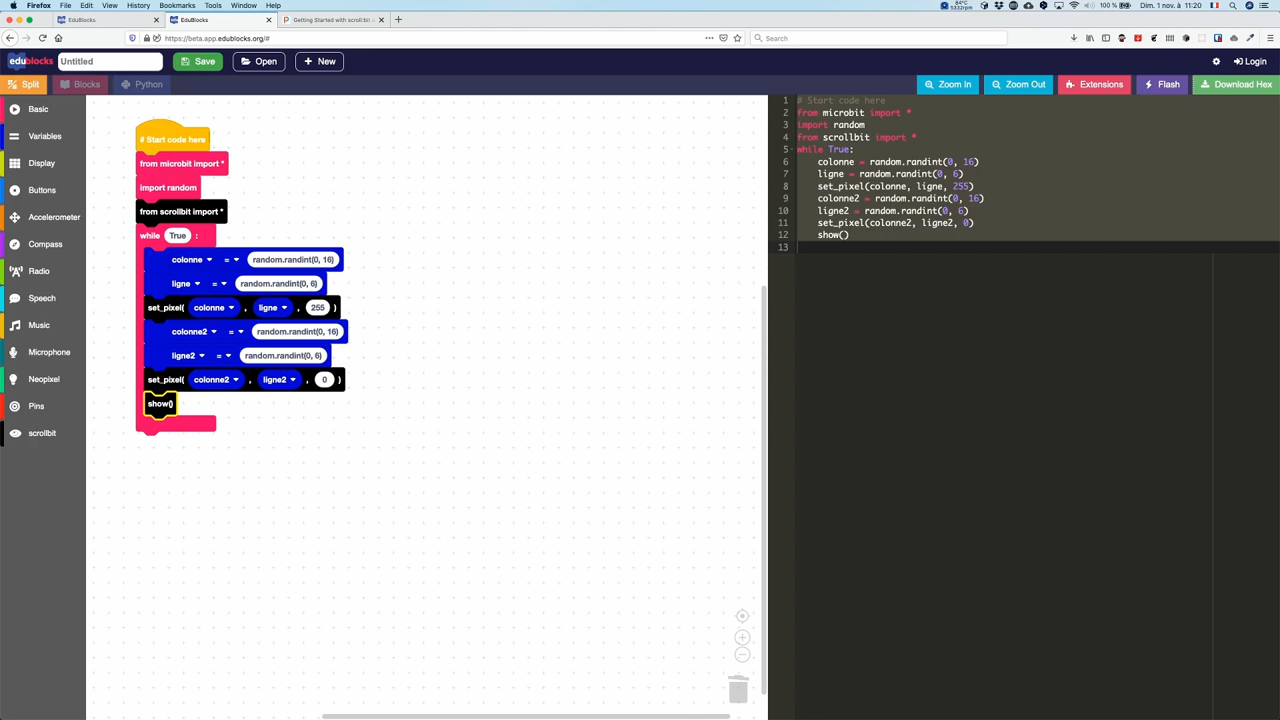 Firefox File Edit View History Bookmarks Tools Window Help 84°C 5332rpm 100 % Dim. 1 nov. à 11:20
EduBlocks EduBlocks Getting Started with scroll:bit
https://beta.app.edublocks.org/# Search
edublocks Untitled Save Open New Login
Split Blocks Python Zoom In Zoom Out Extensions Flash Download Hex
Basic
Variables
Display
Buttons
Accelerometer
Compass
Radio
Speech
Music
Microphone
Neopixel
Pins
scrollbit
# Start code here
from microbit import *
import random
from scrollbit import *
while True :
colonne = random.randint(0, 16)
ligne = random.randint(0, 6)
set_pixel( colonne , ligne , 255 )
colonne2 = random.randint(0, 16)
ligne2 = random.randint(0, 6)
set_pixel( colonne2 , ligne2 , 0 )
show()
1 # Start code here
2 from microbit import *
3 import random
4 from scrollbit import *
5 while True:
6 colonne = random.randint(0, 16)
7 ligne = random.randint(0, 6)
8 set_pixel(colonne, ligne, 255)
9 colonne2 = random.randint(0, 16)
10 ligne2 = random.randint(0, 6)
11 set_pixel(colonne2, ligne2, 0)
12 show()
13